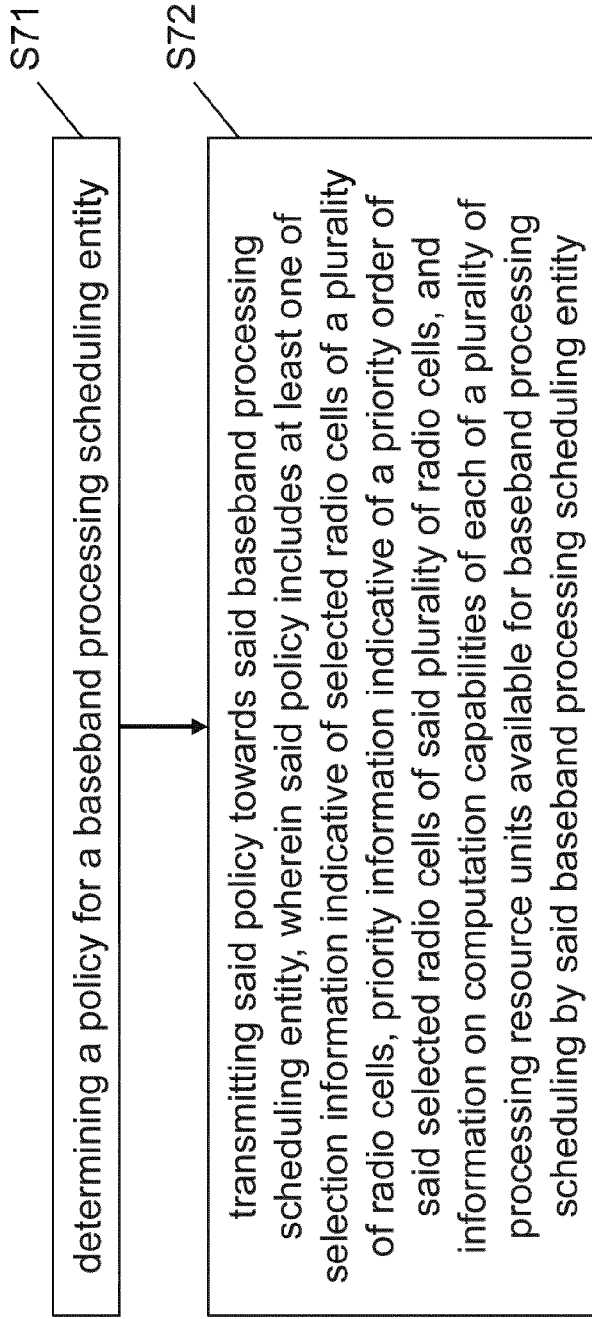 S71
determining a policy for a baseband processing scheduling entity
S72
transmitting said policy towards said baseband processing
scheduling entity, wherein said policy includes at least one of
selection information indicative of selected radio cells of a plurality
of radio cells, priority information indicative of a priority order of
said selected radio cells of said plurality of radio cells, and
information on computation capabilities of each of a plurality of
processing resource units available for baseband processing
scheduling by said baseband processing scheduling entity